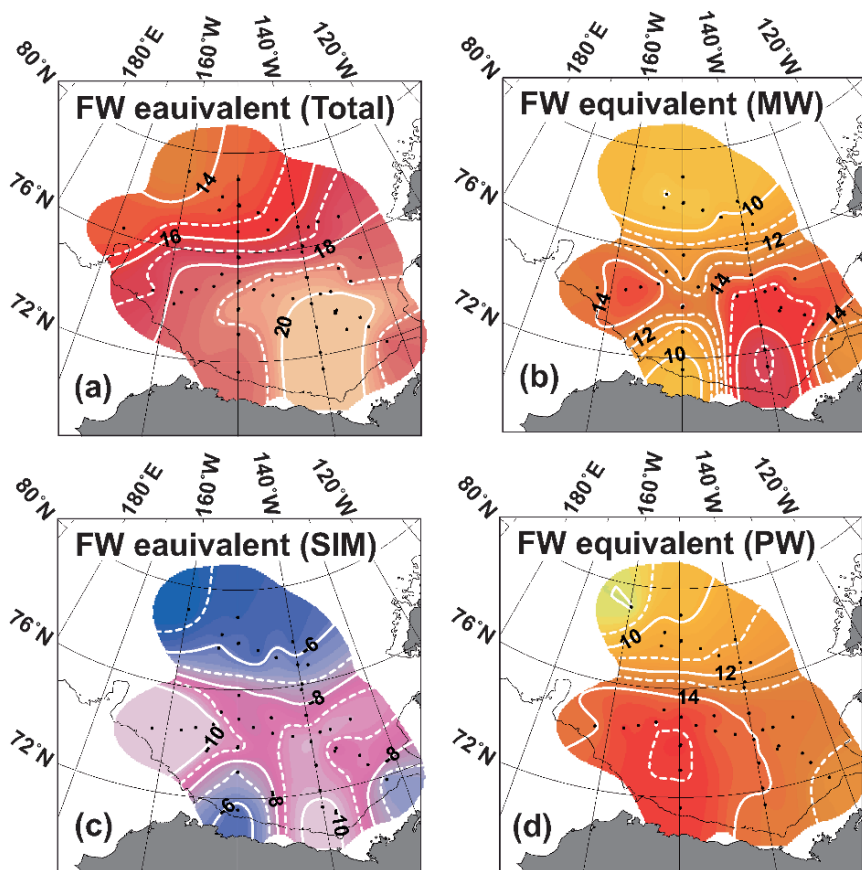 180°E
160°W
140°W
120°W
80°N
76°N
72°N
FW eauivalent (Total)
14
16
18
20
(a)
180°E
160°W
140°W
120°W
80°N
76°N
72°N
FW equivalent (MW)
10
12
14
14
14
12
10
(b)
180°E
160°W
140°W
120°W
80°N
76°N
72°N
FW eauivalent (SIM)
-6
-8
-10
-8
-6
-8
-10
(c)
180°E
160°W
140°W
120°W
80°N
76°N
72°N
FW equivalent (PW)
10
12
14
(d)